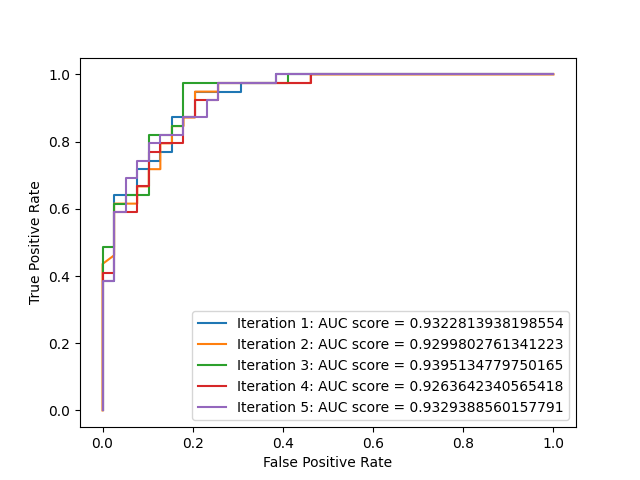 1.0
0.8
0.6
0.4
0.2
0.0
True Positive Rate
Iteration 1: AUC score = 0.9322813938198554
Iteration 2: AUC score = 0.9299802761341223
Iteration 3: AUC score = 0.9395134779750165
Iteration 4: AUC score = 0.9263642340565418
Iteration 5: AUC score = 0.9329388560157791
0.0 0.2 0.4 0.6 0.8 1.0
False Positive Rate